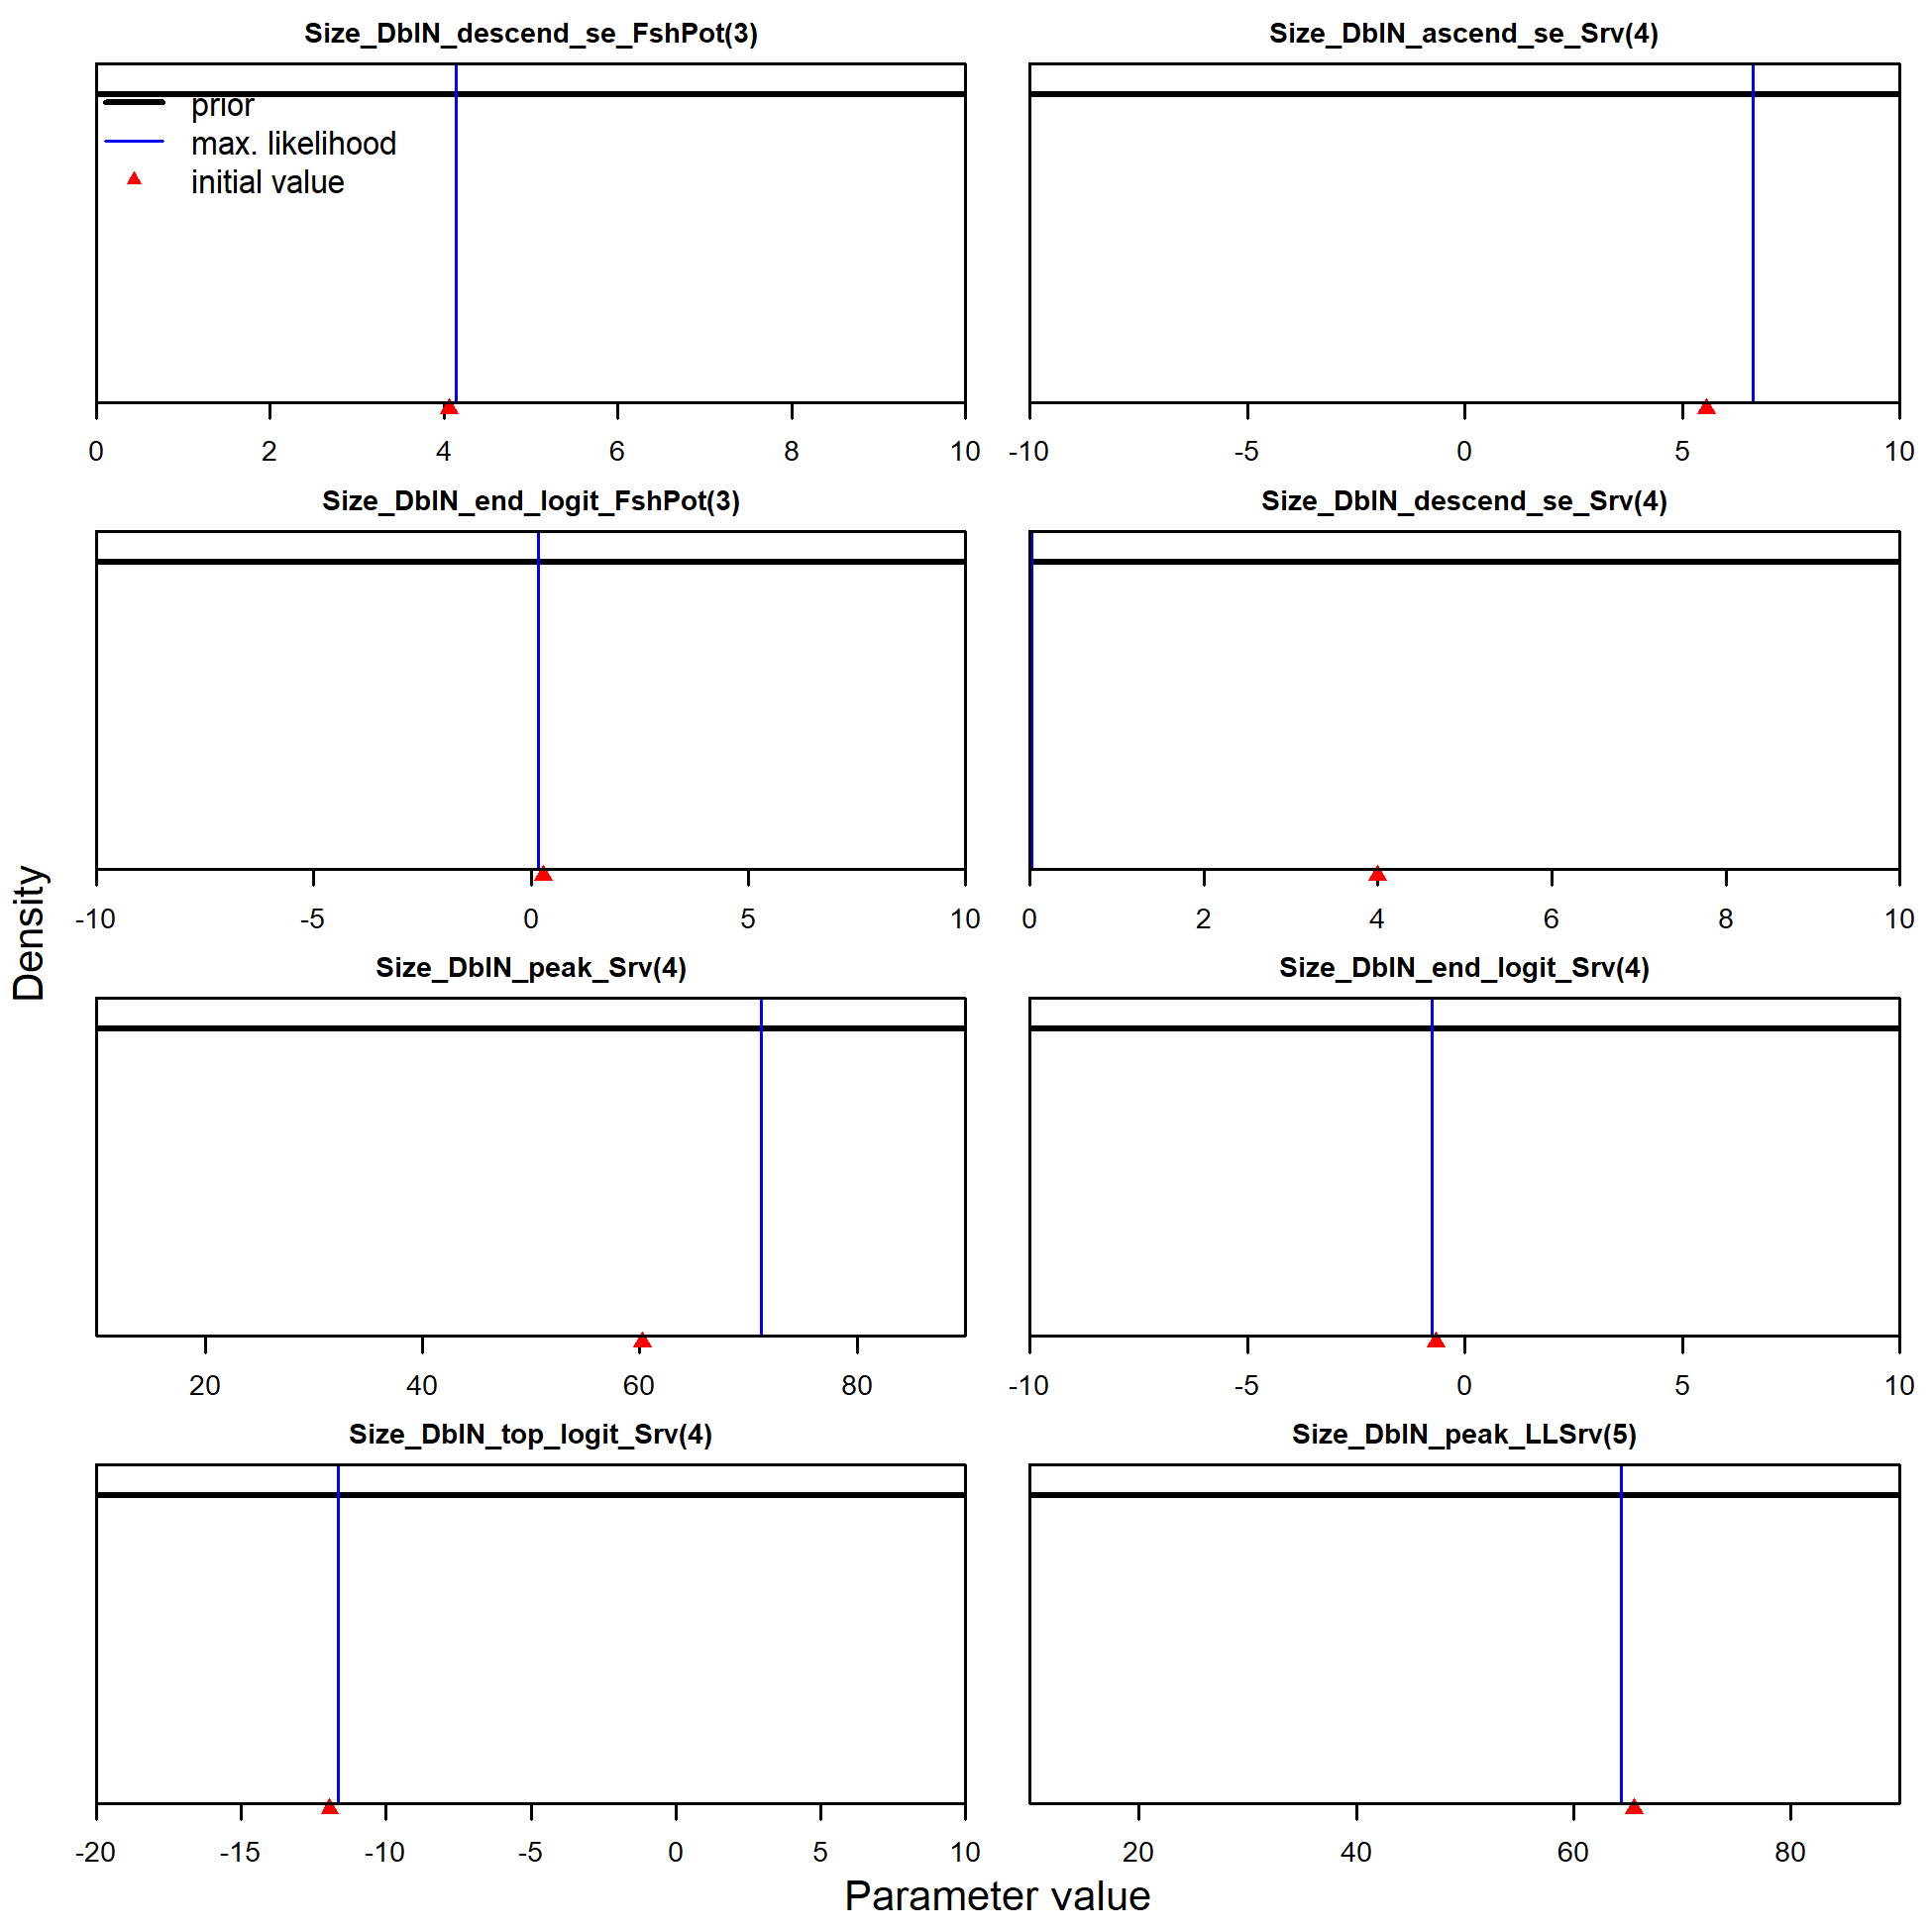 Size_DblN_descend_se_FshPot(3)
prior
max. likelihood
initial value
0 2 4 6 8 10
Size_DblN_ascend_se_Srv(4)
-10 -5 0 5 10
Size_DblN_end_logit_FshPot(3)
-10 -5 0 5 10
Size_DblN_descend_se_Srv(4)
0 2 4 6 8 10
Size_DblN_peak_Srv(4)
20 40 60 80
Size_DblN_end_logit_Srv(4)
-10 -5 0 5 10
Size_DblN_top_logit_Srv(4)
-20 -15 -10 -5 0 5 10
Size_DblN_peak_LLSrv(5)
20 40 60 80
Density
Parameter value